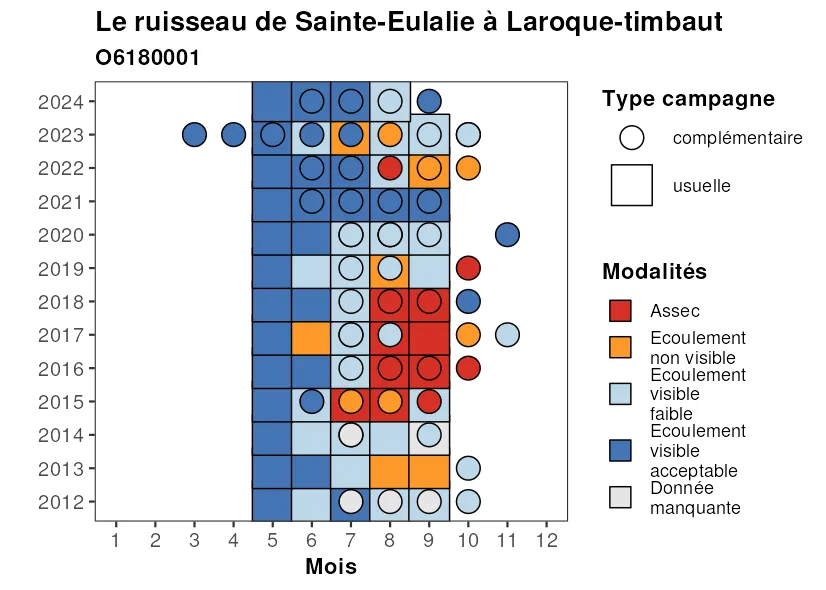 Le ruisseau de Sainte-Eulalie à Laroque-timbaut
O6180001
2024
2023
2022
2021
2020
2019
2018
2017
2016
2015
2014
2013
2012
1 2 3 4 5 6 7 8 9 10 11 12
Mois
Type campagne
complémentaire
usuelle
Modalités
Assec
Ecoulement
non visible
Ecoulement
visible
faible
Ecoulement
visible
acceptable
Donnée
manquante